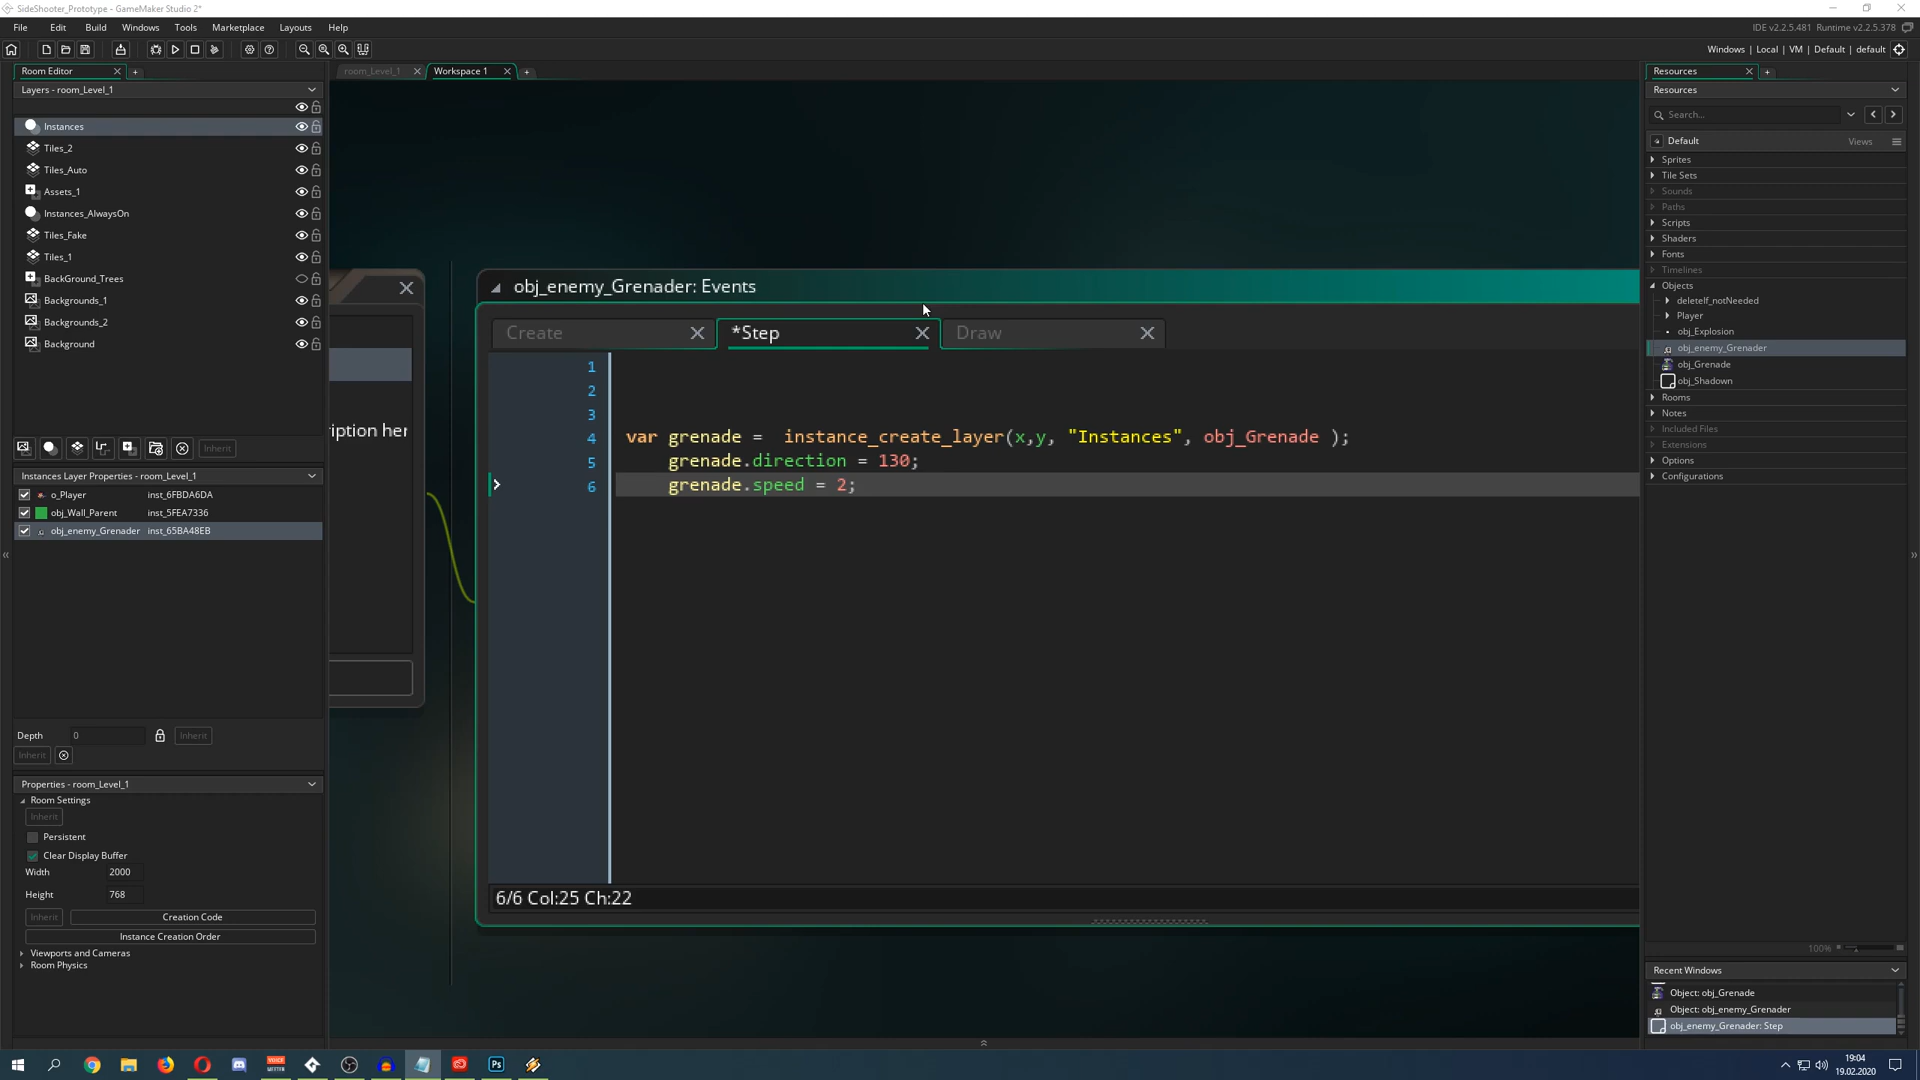 SideShooter_Prototype - GameMaker Studio 2*
File Edit Build Windows Tools Marketplace Layouts Help
IDE v2.2.5.481 Runtime v2.2.5.378
Windows | Local | VM | Default | default
Room Editor
room_Level_1
Workspace 1
Resources
Layers - room_Level_1
Instances
Tiles_2
Tiles_Auto
Assets_1
Instances_AlwaysOn
Tiles_Fake
Tiles_1
BackGround_Trees
Backgrounds_1
Backgrounds_2
Background
Inherit
Instances Layer Properties - room_Level_1
o_Player inst_6FBDA6DA
obj_Wall_Parent inst_5FEA7336
obj_enemy_Grenader inst_65BA48EB
Depth 0 Inherit
Inherit
Properties - room_Level_1
Room Settings
Inherit
Persistent
Clear Display Buffer
Width 2000
Height 768
Inherit Creation Code
Instance Creation Order
Viewports and Cameras
Room Physics
iption her
obj_enemy_Grenader: Events
Create *Step Draw
1
2
3
4 var grenade = instance_create_layer(x,y, "Instances", obj_Grenade );
5 grenade.direction = 130;
6 grenade.speed = 2;
6/6 Col:25 Ch:22
Resources
Search...
Default Views
Sprites
Tile Sets
Sounds
Paths
Scripts
Shaders
Fonts
Timelines
Objects
deleteIf_notNeeded
Player
obj_Explosion
obj_enemy_Grenader
obj_Grenade
obj_Shadown
Rooms
Notes
Included Files
Extensions
Options
Configurations
100%
Recent Windows
Object: obj_Grenade
Object: obj_enemy_Grenader
obj_enemy_Grenader: Step
Ps
19:04
19.02.2020